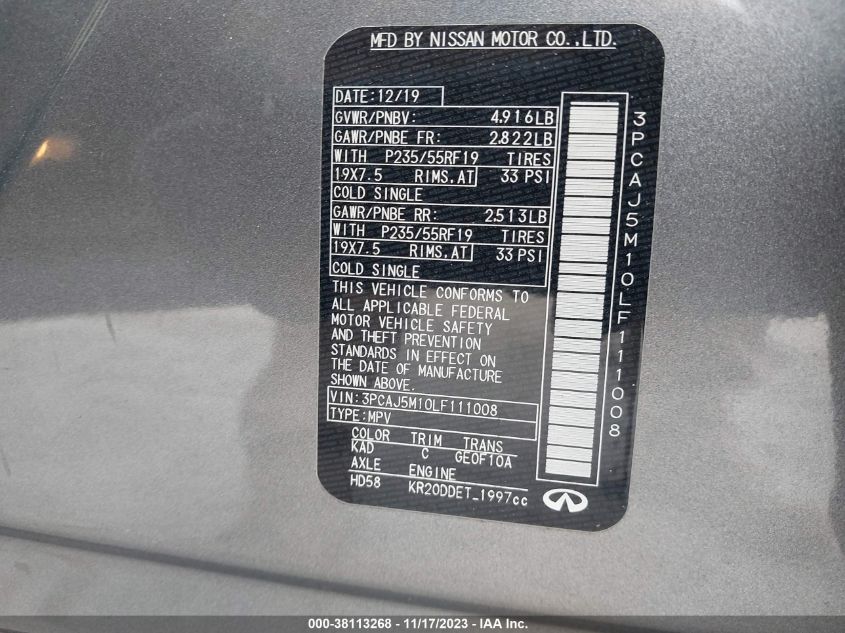 MFD BY NISSAN MOTOR CO.,LTD.
DATE:12/19
GVWR/PNBV: 4.916LB
GAWR/PNBE FR: 2.822LB
WITH P235/55RF19 TIRES
19X7.5 RIMS,AT 33 PSI
COLD SINGLE
GAWR/PNBE RR: 2.513LB
WITH P235/55RF19 TIRES
19X7.5 RIMS,AT 33 PSI
COLD SINGLE
THIS VEHICLE CONFORMS TO
ALL APPLICABLE FEDERAL
MOTOR VEHICLE SAFETY
AND THEFT PREVENTION
STANDARDS IN EFFECT ON
THE DATE OF MANUFACTURE
SHOWN ABOVE.
VIN:3PCAJ5M10LF111008
TYPE:MPV
COLOR TRIM TRANS
KAD C GE0F10A
AXLE ENGINE
HD58 KR20DDET_1997cc
3PCAJ5M10LF111008
000-38113268 - 11/17/2023 - IAA Inc.